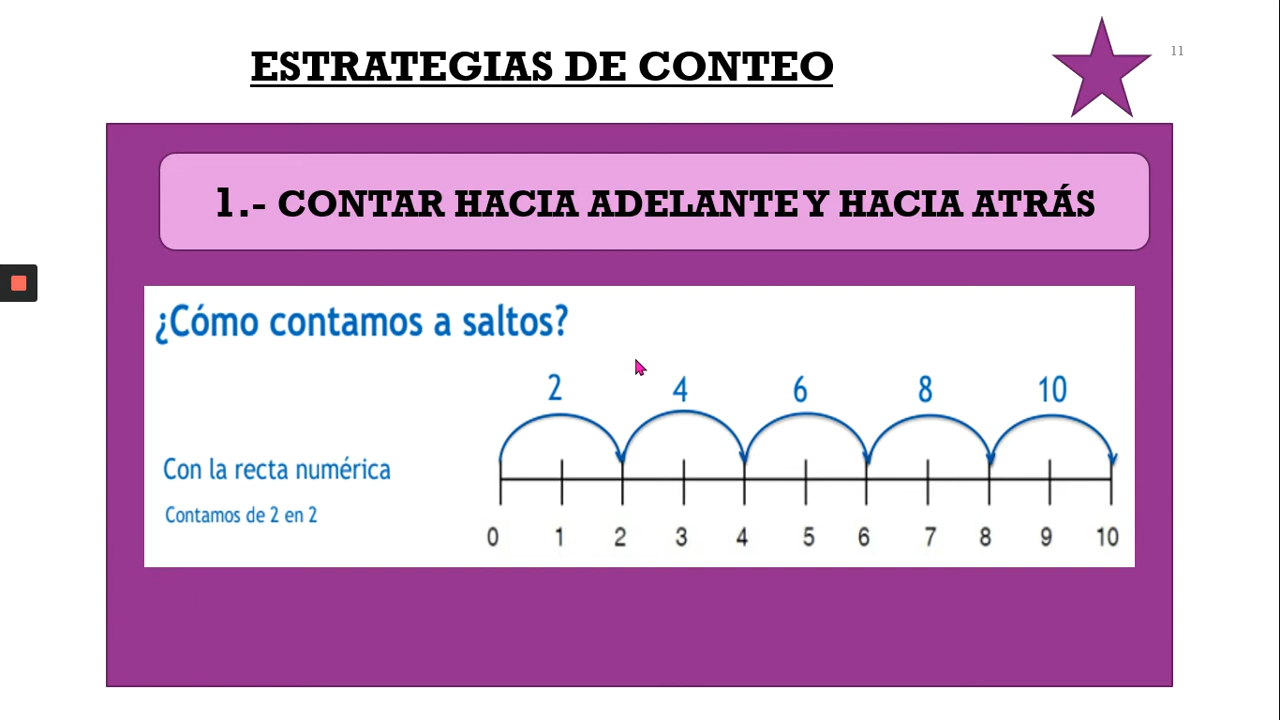 ESTRATEGIAS DE CONTEO
11
1.- CONTAR HACIA ADELANTE Y HACIA ATRÁS
¿Cómo contamos a saltos?
2 4 6 8 10
Con la recta numérica
Contamos de 2 en 2
0 1 2 3 4 5 6 7 8 9 10